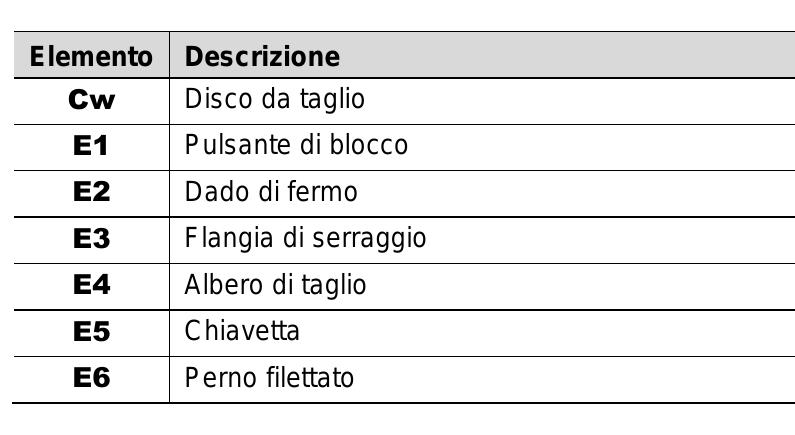 Elemento Descrizione
Cw Disco da taglio
E1 Pulsante di blocco
E2 Dado di fermo
E3 Flangia di serraggio
E4 Albero di taglio
E5 Chiavetta
E6 Perno filettato